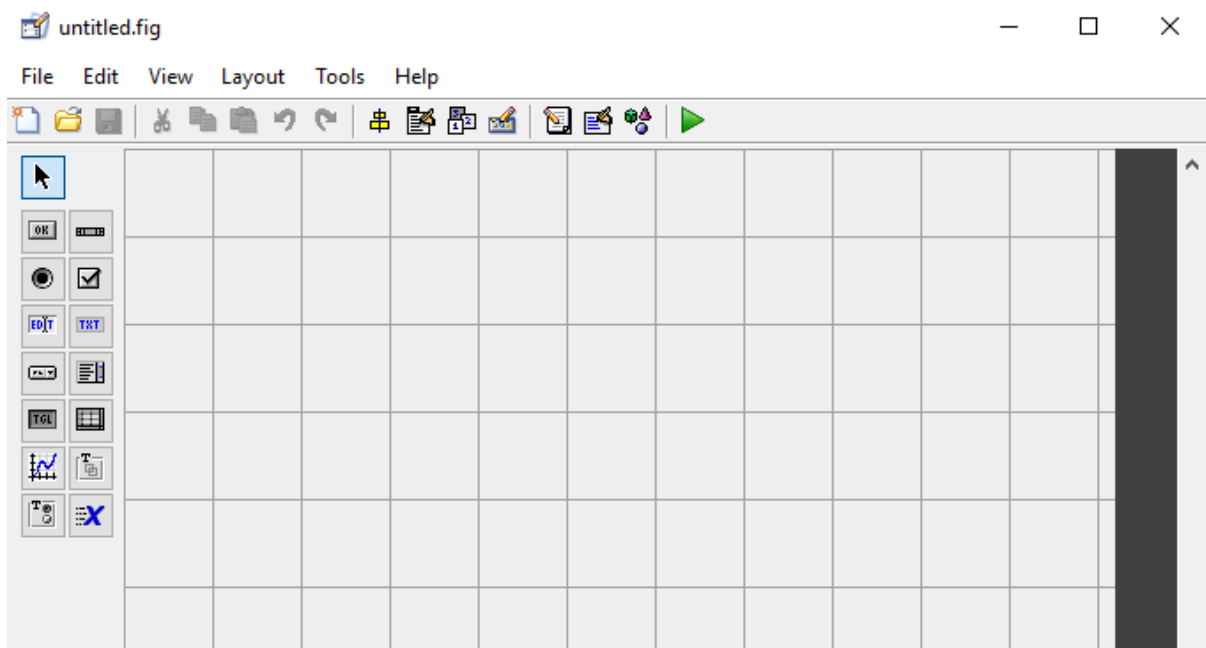 untitled.fig
File Edit View Layout Tools Help
OK
EDIT TXT
TGL
T
T
X